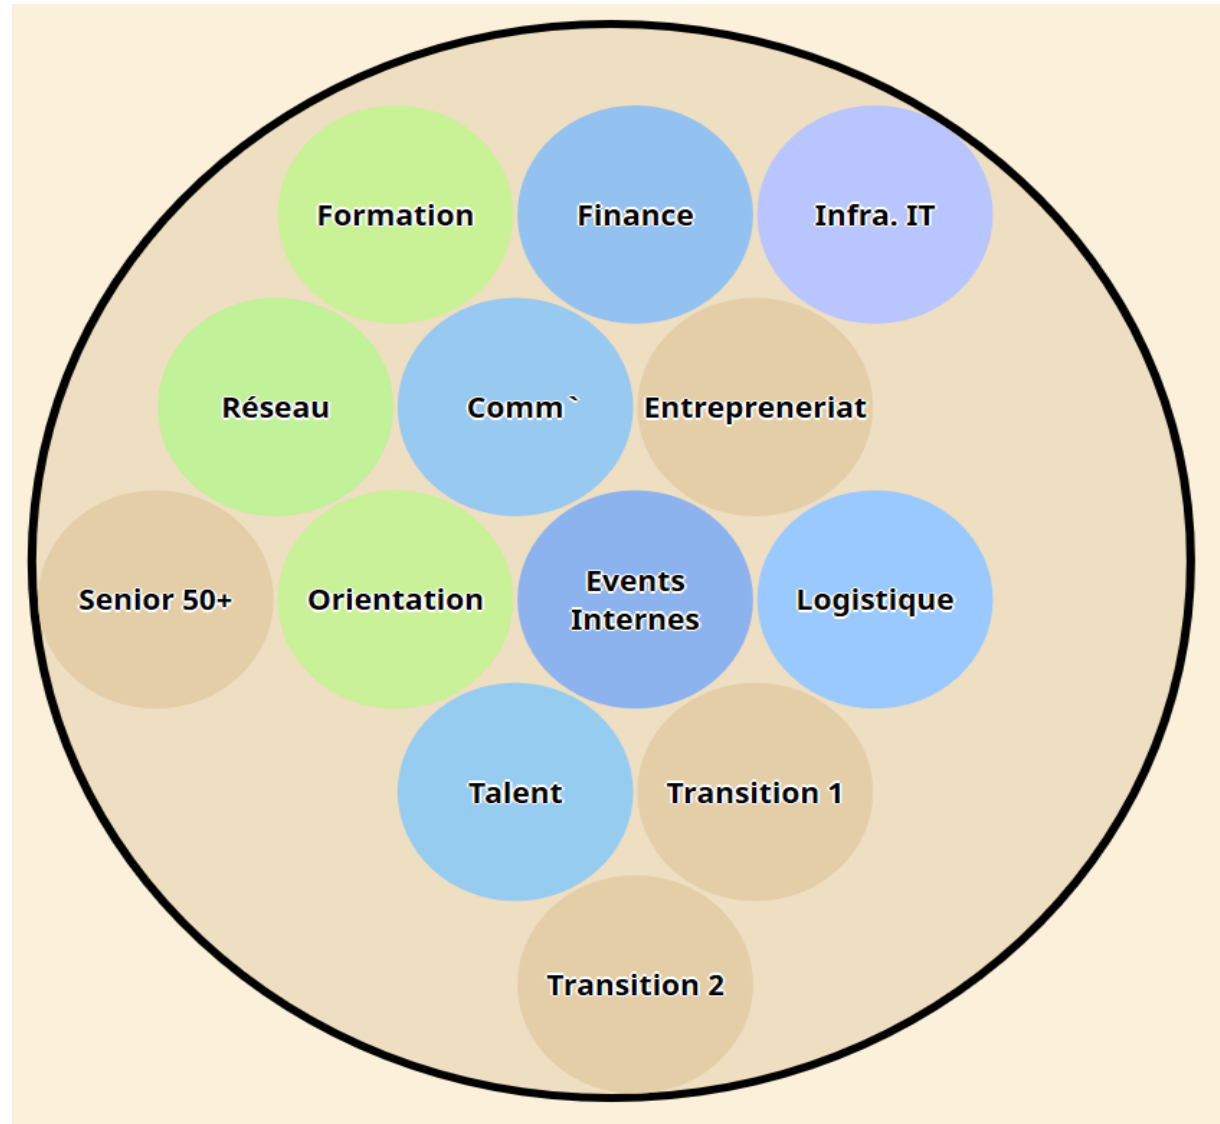 Formation
Finance
Infra. IT
Réseau
Comm`
Entrepreneriat
Senior 50+
Orientation
Events
Internes
Logistique
Talent
Transition 1
Transition 2